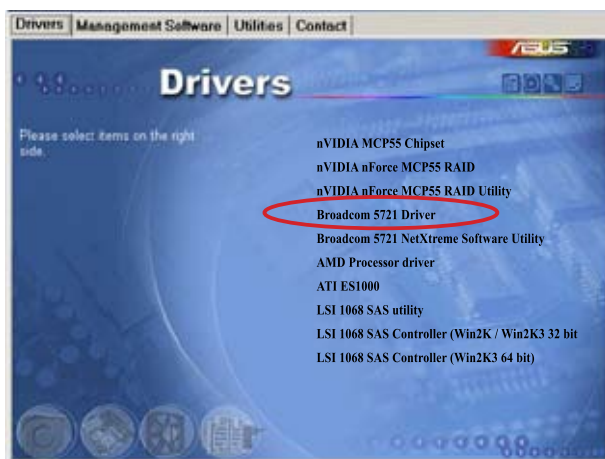 Drivers Management Software Utilities Contact
ASUS
Drivers
Please select items on the right
side.
nVIDIA MCP55 Chipset
nVIDIA nForce MCP55 RAID
nVIDIA nForce MCP55 RAID Utility
Broadcom 5721 Driver
Broadcom 5721 NetXtreme Software Utility
AMD Processor driver
ATI ES1000
LSI 1068 SAS utility
LSI 1068 SAS Controller (Win2K / Win2K3 32 bit
LSI 1068 SAS Controller (Win2K3 64 bit)